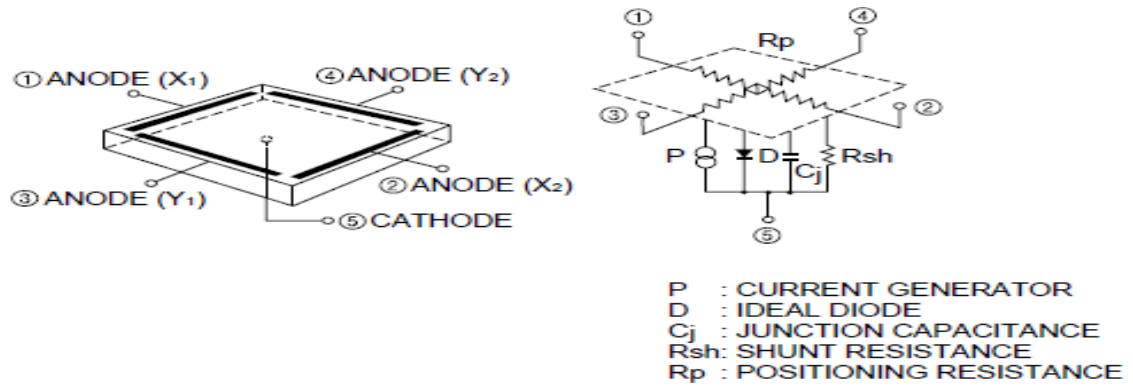 ① ANODE (X₁)
④ ANODE (Y₂)
③ ANODE (Y₁)
② ANODE (X₂)
⑤ CATHODE
①
④
Rp
③
②
P
D
Cj
Rsh
⑤
P : CURRENT GENERATOR
D : IDEAL DIODE
Cj : JUNCTION CAPACITANCE
Rsh: SHUNT RESISTANCE
Rp : POSITIONING RESISTANCE